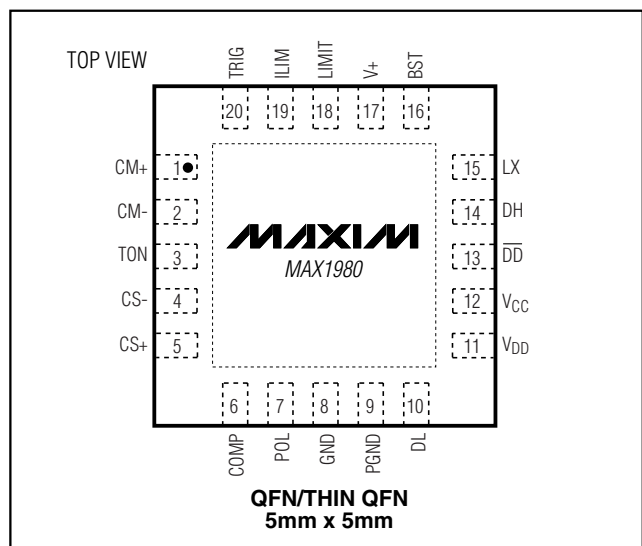 TOP VIEW
TRIG
ILIM
LIMIT
V+
BST
20 19 18 17 16
CM+ 1 15 LX
CM- 2 14 DH
TON 3 13 D̅D̅
CS- 4 12 VCC
CS+ 5 11 VDD
MAXIM
MAX1980
6 7 8 9 10
COMP
POL
GND
PGND
DL
QFN/THIN QFN
5mm x 5mm